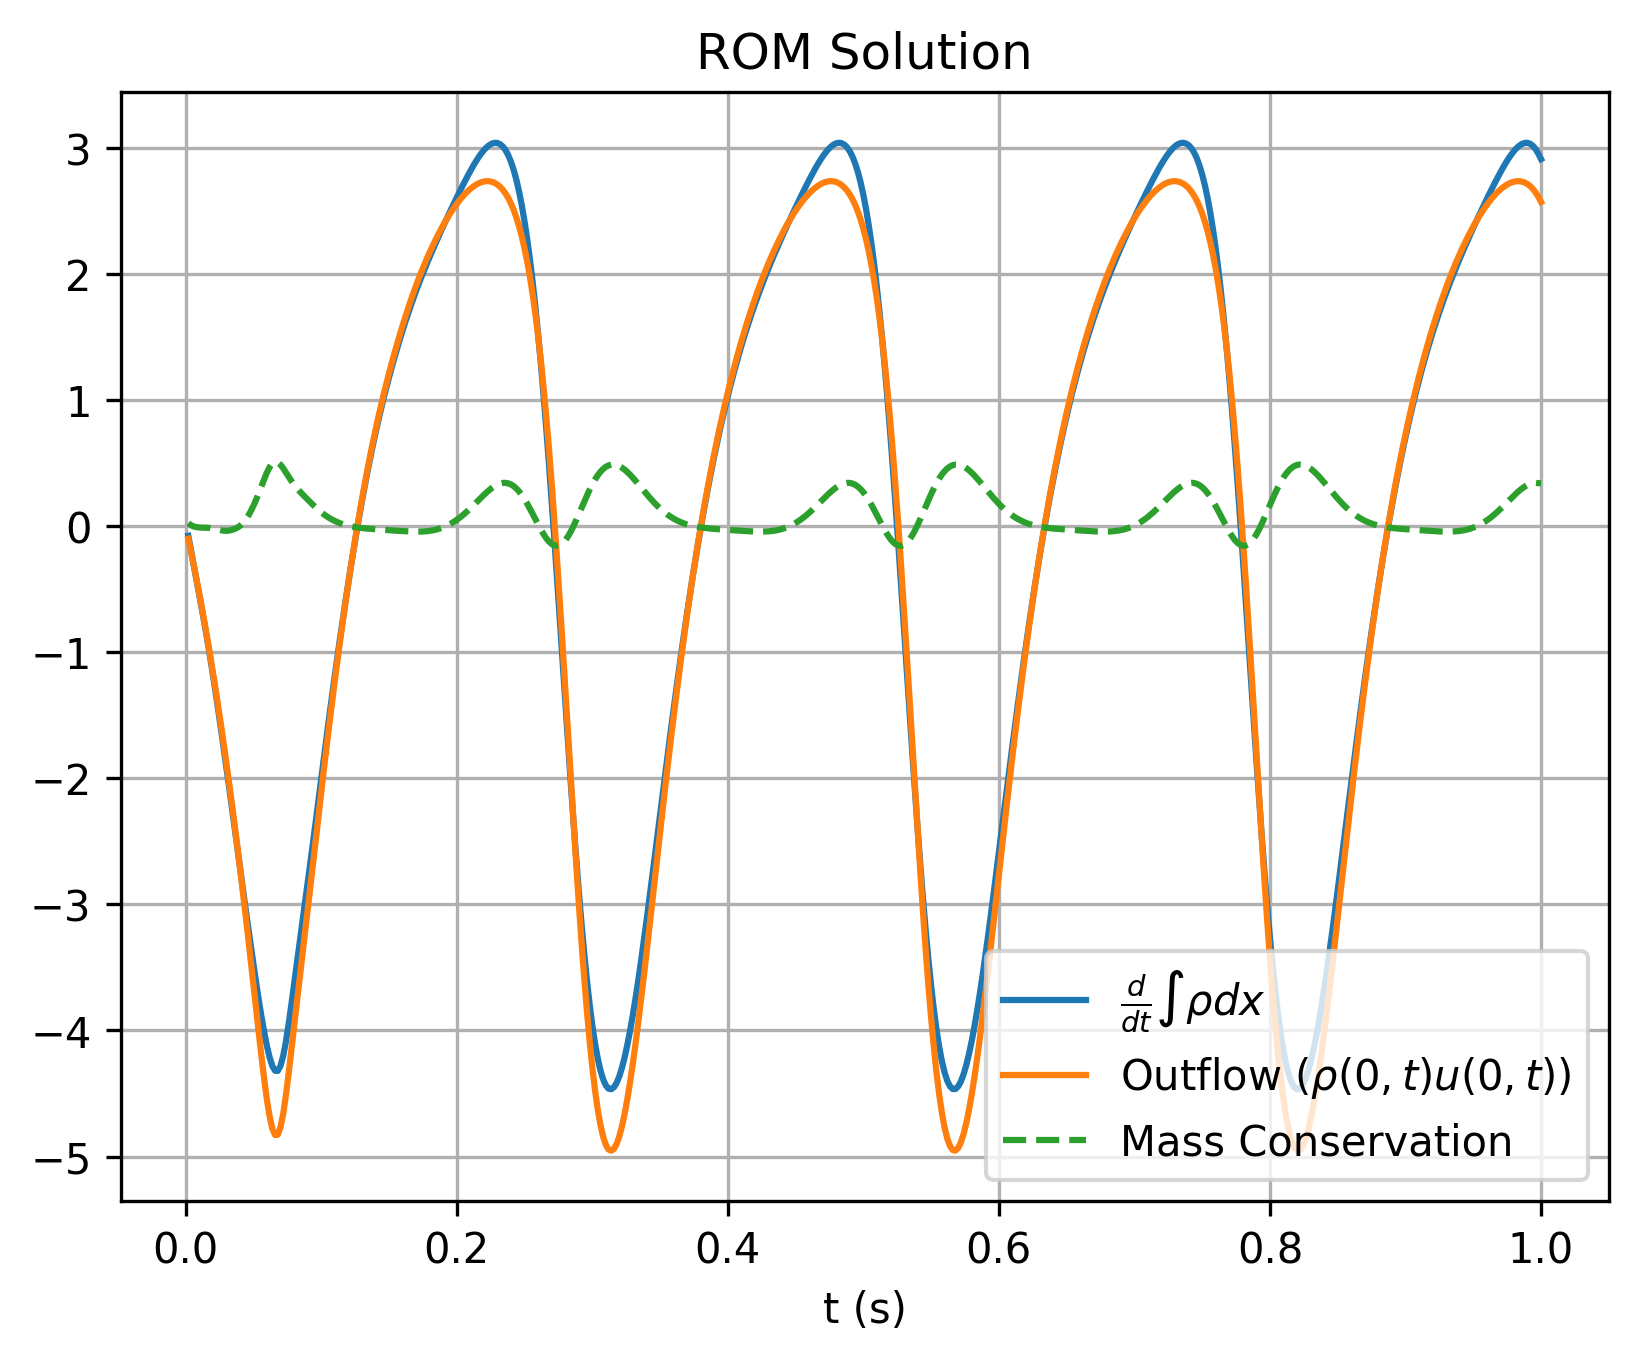 ROM Solution
3
2
1
0
−1
−2
−3
−4
−5
d/dt ∫ρdx
Outflow (ρ(0, t)u(0, t))
Mass Conservation
0.0 0.2 0.4 0.6 0.8 1.0
t (s)